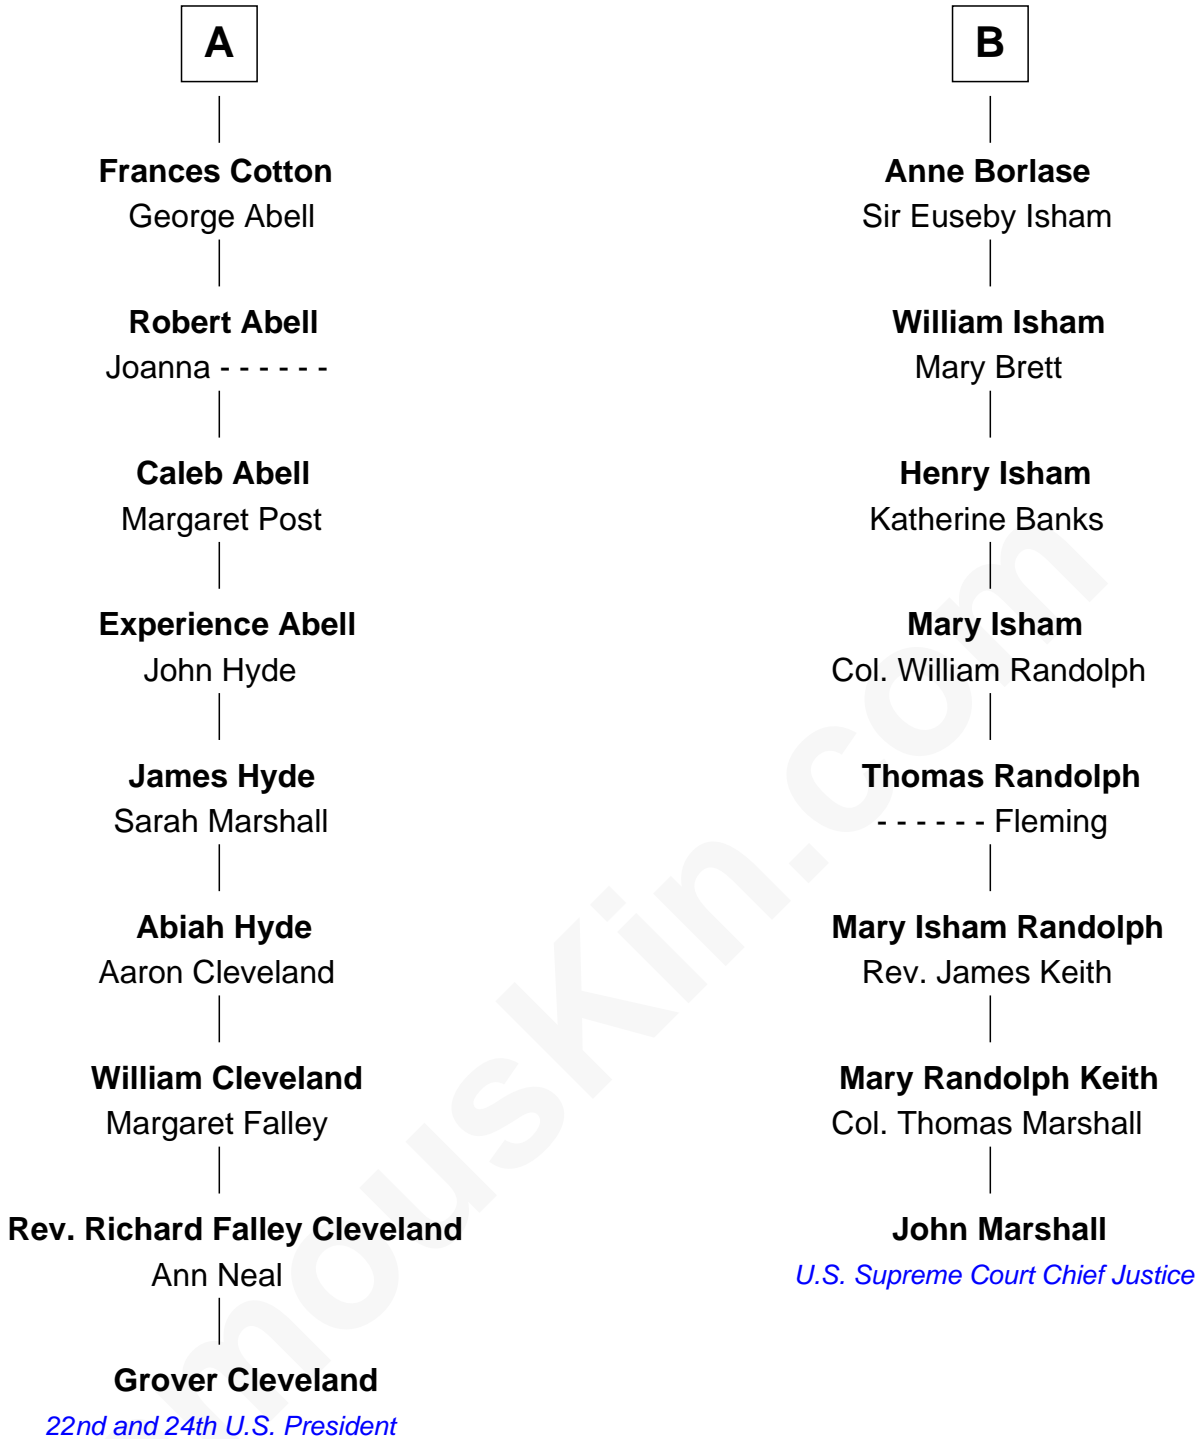 A
Frances Cotton
George Abell
Robert Abell
Joanna - - - - - -
Caleb Abell
Margaret Post
Experience Abell
John Hyde
James Hyde
Sarah Marshall
Abiah Hyde
Aaron Cleveland
William Cleveland
Margaret Falley
Rev. Richard Falley Cleveland
Ann Neal
Grover Cleveland
22nd and 24th U.S. President
B
Anne Borlase
Sir Euseby Isham
William Isham
Mary Brett
Henry Isham
Katherine Banks
Mary Isham
Col. William Randolph
Thomas Randolph
- - - - - - Fleming
Mary Isham Randolph
Rev. James Keith
Mary Randolph Keith
Col. Thomas Marshall
John Marshall
U.S. Supreme Court Chief Justice
mousKin.com